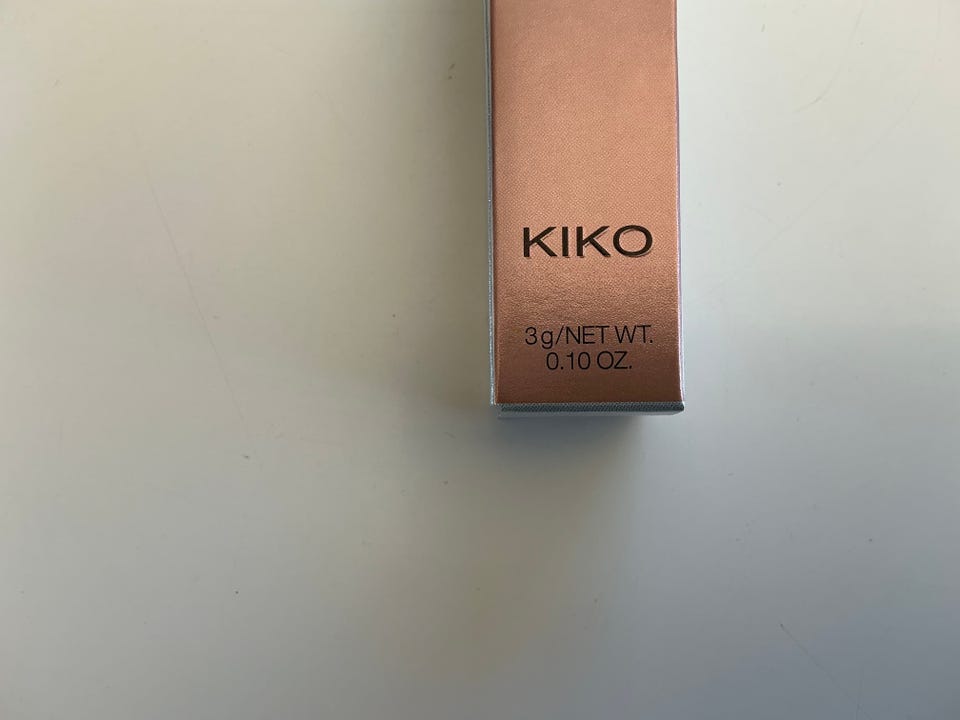 KIKO
3g/NET WT.
0.10 OZ.